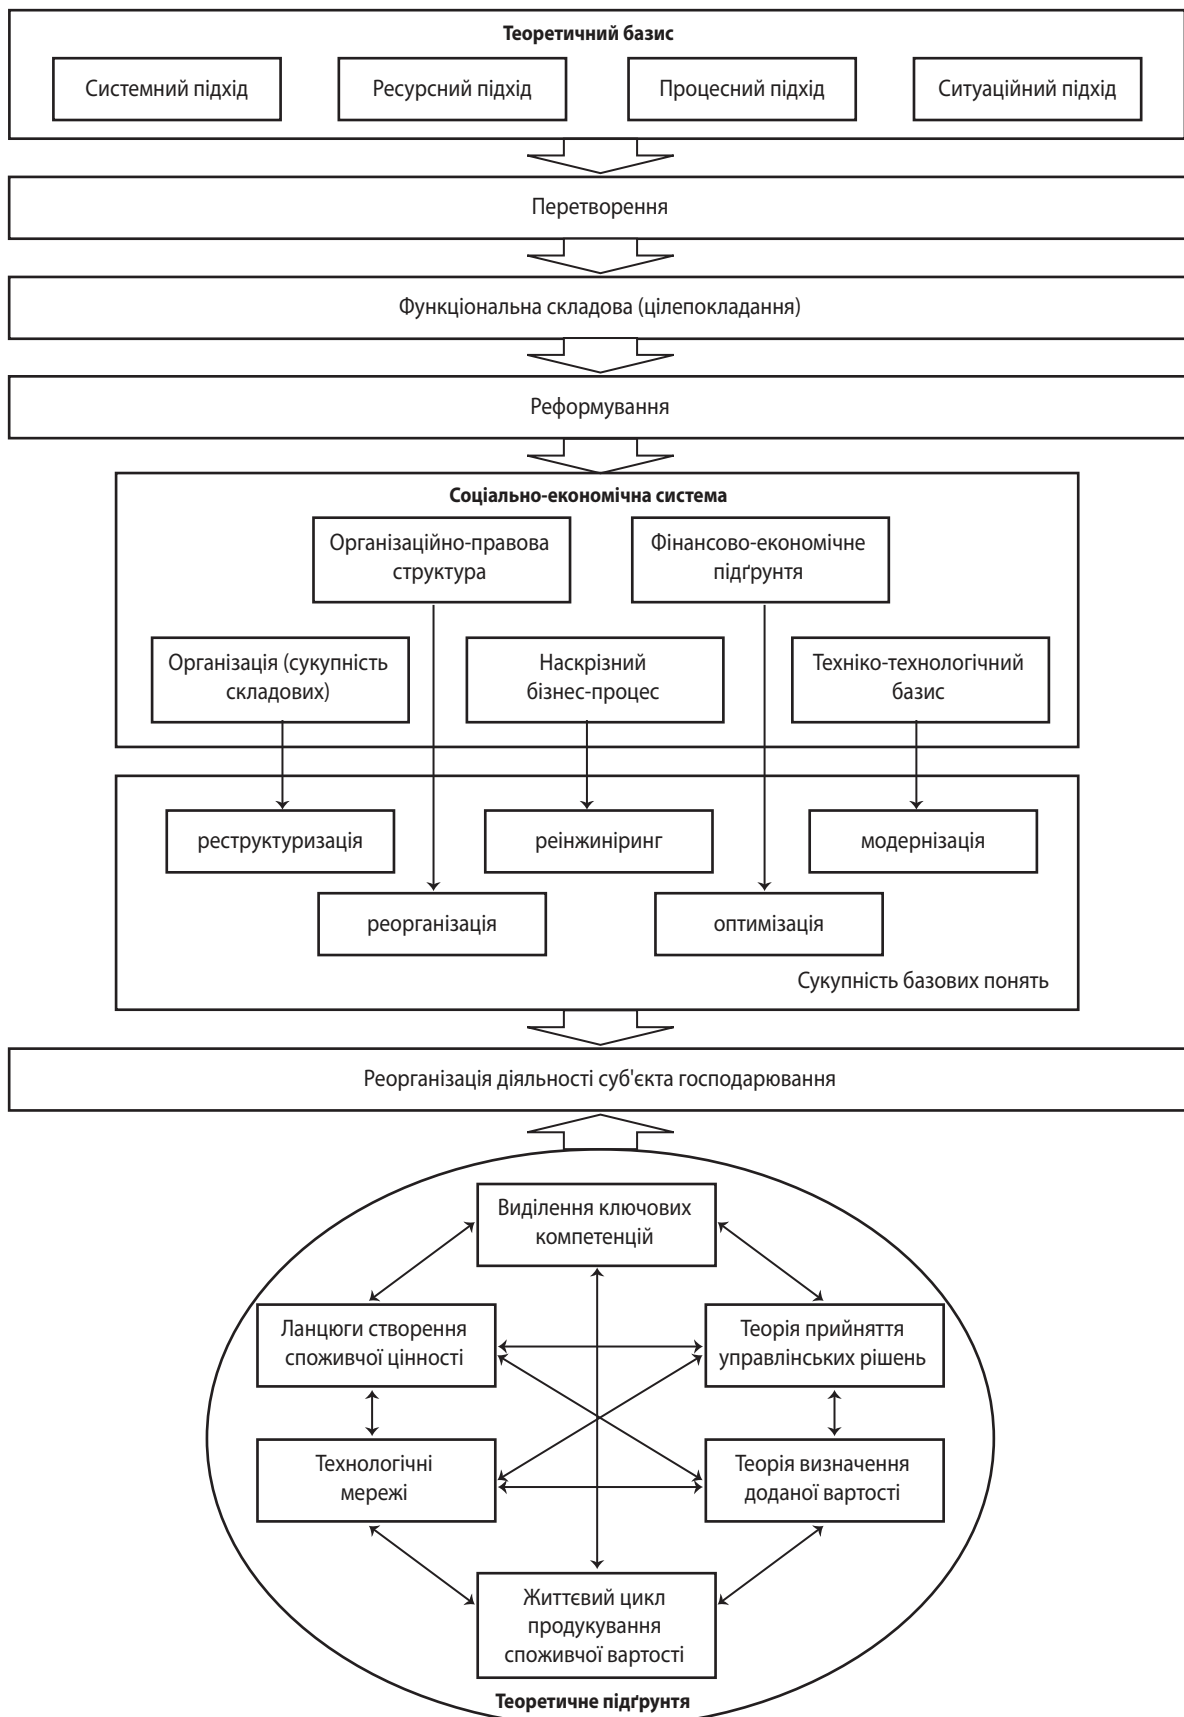 Теоретичний базис
Системний підхід
Ресурсний підхід
Процесний підхід
Ситуаційний підхід
Перетворення
Функціональна складова (цілепокладання)
Реформування
Соціально-економічна система
Організаційно-правова
структура
Фінансово-економічне
підґрунтя
Організація (сукупність
складових)
Наскрізний
бізнес-процес
Техніко-технологічний
базис
реструктуризація
реінжиніринг
модернізація
реорганізація
оптимізація
Сукупність базових понять
Реорганізація діяльності суб'єкта господарювання
Виділення ключових
компетенцій
Ланцюги створення
споживчої цінності
Теорія прийняття
управлінських рішень
Технологічні
мережі
Теорія визначення
доданої вартості
Життєвий цикл
продукування
споживчої вартості
Теоретичне підґрунтя